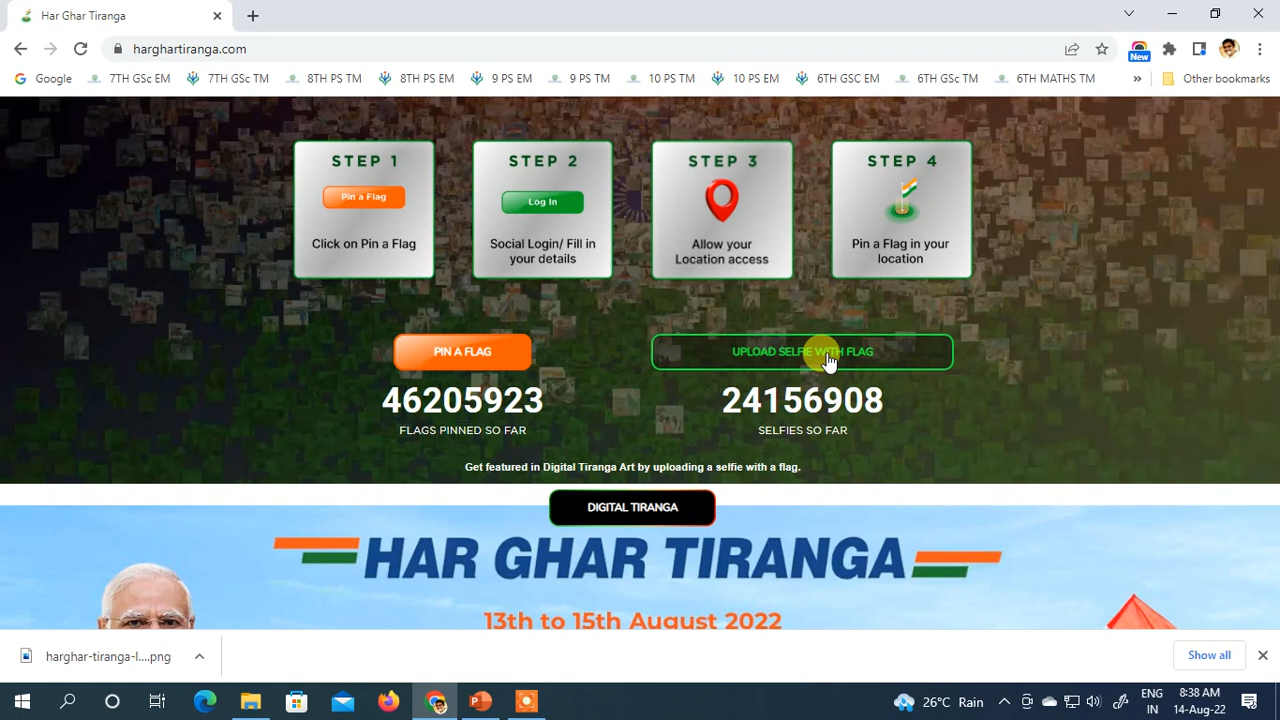 Har Ghar Tiranga
harghartiranga.com
New
Google 7TH GSc EM 7TH GSc TM 8TH PS TM 8TH PS EM 9 PS EM 9 PS TM 10 PS TM 10 PS EM 6TH GSC EM 6TH GSc TM 6TH MATHS TM » Other bookmarks
STEP 1
Pin a Flag
Click on Pin a Flag
STEP 2
Log In
Social Login/ Fill in
your details
STEP 3
Allow your
Location access
STEP 4
Pin a Flag in your
location
PIN A FLAG
46205923
FLAGS PINNED SO FAR
UPLOAD SELFIE WITH FLAG
24156908
SELFIES SO FAR
Get featured in Digital Tiranga Art by uploading a selfie with a flag.
DIGITAL TIRANGA
HAR GHAR TIRANGA
13th to 15th August 2022
harghar-tiranga-l....png
Show all
26°C Rain
ENG
IN
8:38 AM
14-Aug-22